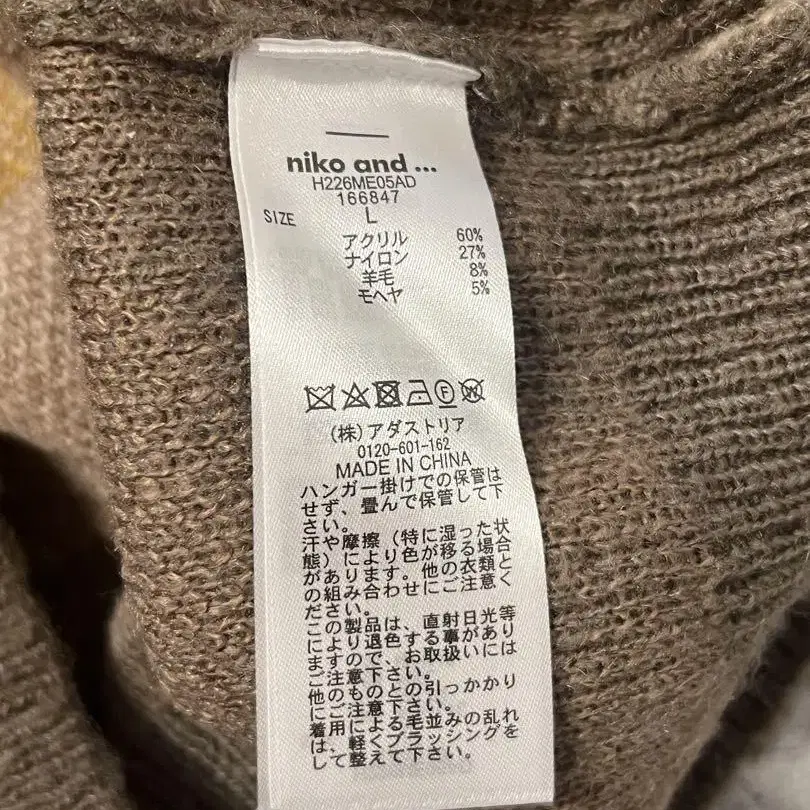 niko and ...
H226ME05AD
166847
SIZE L
アクリル 60%
ナイロン 27%
羊毛 8%
モヘヤ 5%
(株)アダストリア
0120-601-162
MADE IN CHINA
ハンガー掛けでの保管は
せず、畳んで保管して下
さい。
汗や摩擦(特に湿った状
態)により色が移る場合
があります。他の衣類と
の組み合わせにご注意く
ださい。
この製品は、直射日光等
により退色する事があり
ますので、お取扱いには
ご注意下さい。
他のものとの引っかかり
にご注意下さい。
着用による毛並みの乱れ
は、軽くブラッシングを
して整えて下さい。